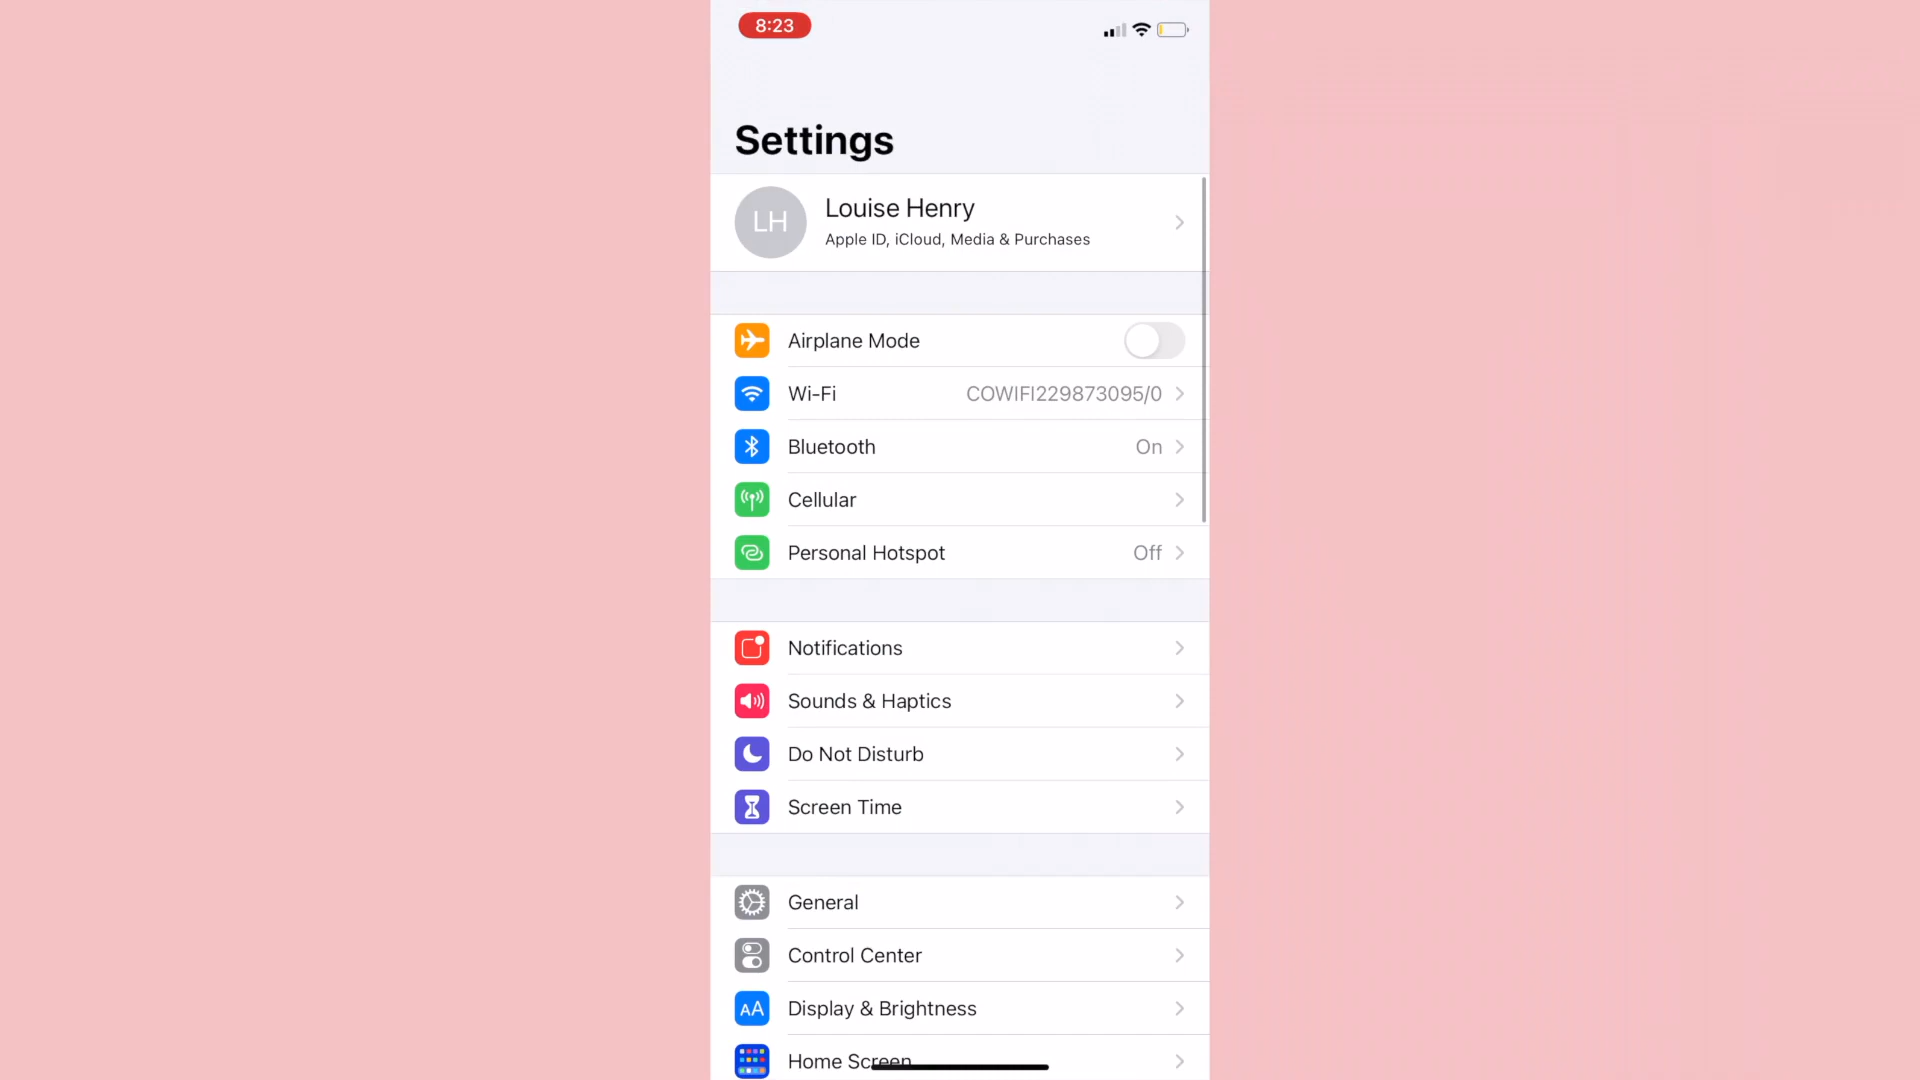 8:23
Settings
LH
Louise Henry
Apple ID, iCloud, Media & Purchases
Airplane Mode
Wi-Fi COWIFI229873095/0
Bluetooth On
Cellular
Personal Hotspot Off
Notifications
Sounds & Haptics
Do Not Disturb
Screen Time
General
Control Center
AA Display & Brightness
Home Screen